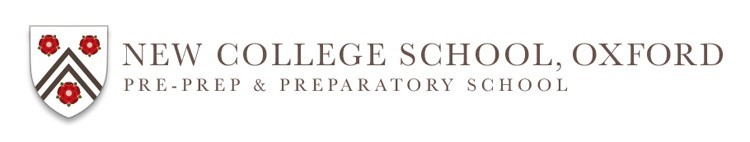 NEW COLLEGE SCHOOL, OXFORD
PRE-PREP & PREPARATORY SCHOOL